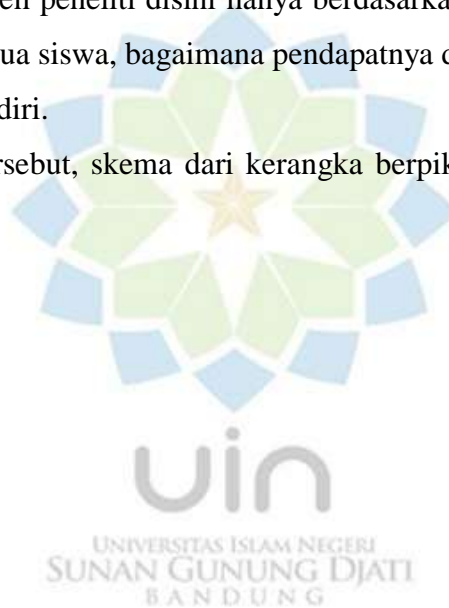 peneliti disini hanya berdasarka
ua siswa, bagaimana pendapatnya
diri.
rsebut, skema dari kerangka berpik
uin
UNIVERSITAS ISLAM NEGERI
SUNAN GUNUNG DJATI
BANDUNG